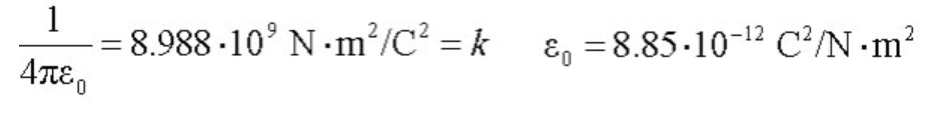 1/(4πε₀) = 8.988·10⁹ N·m²/C² = k   ε₀ = 8.85·10⁻¹² C²/N·m²